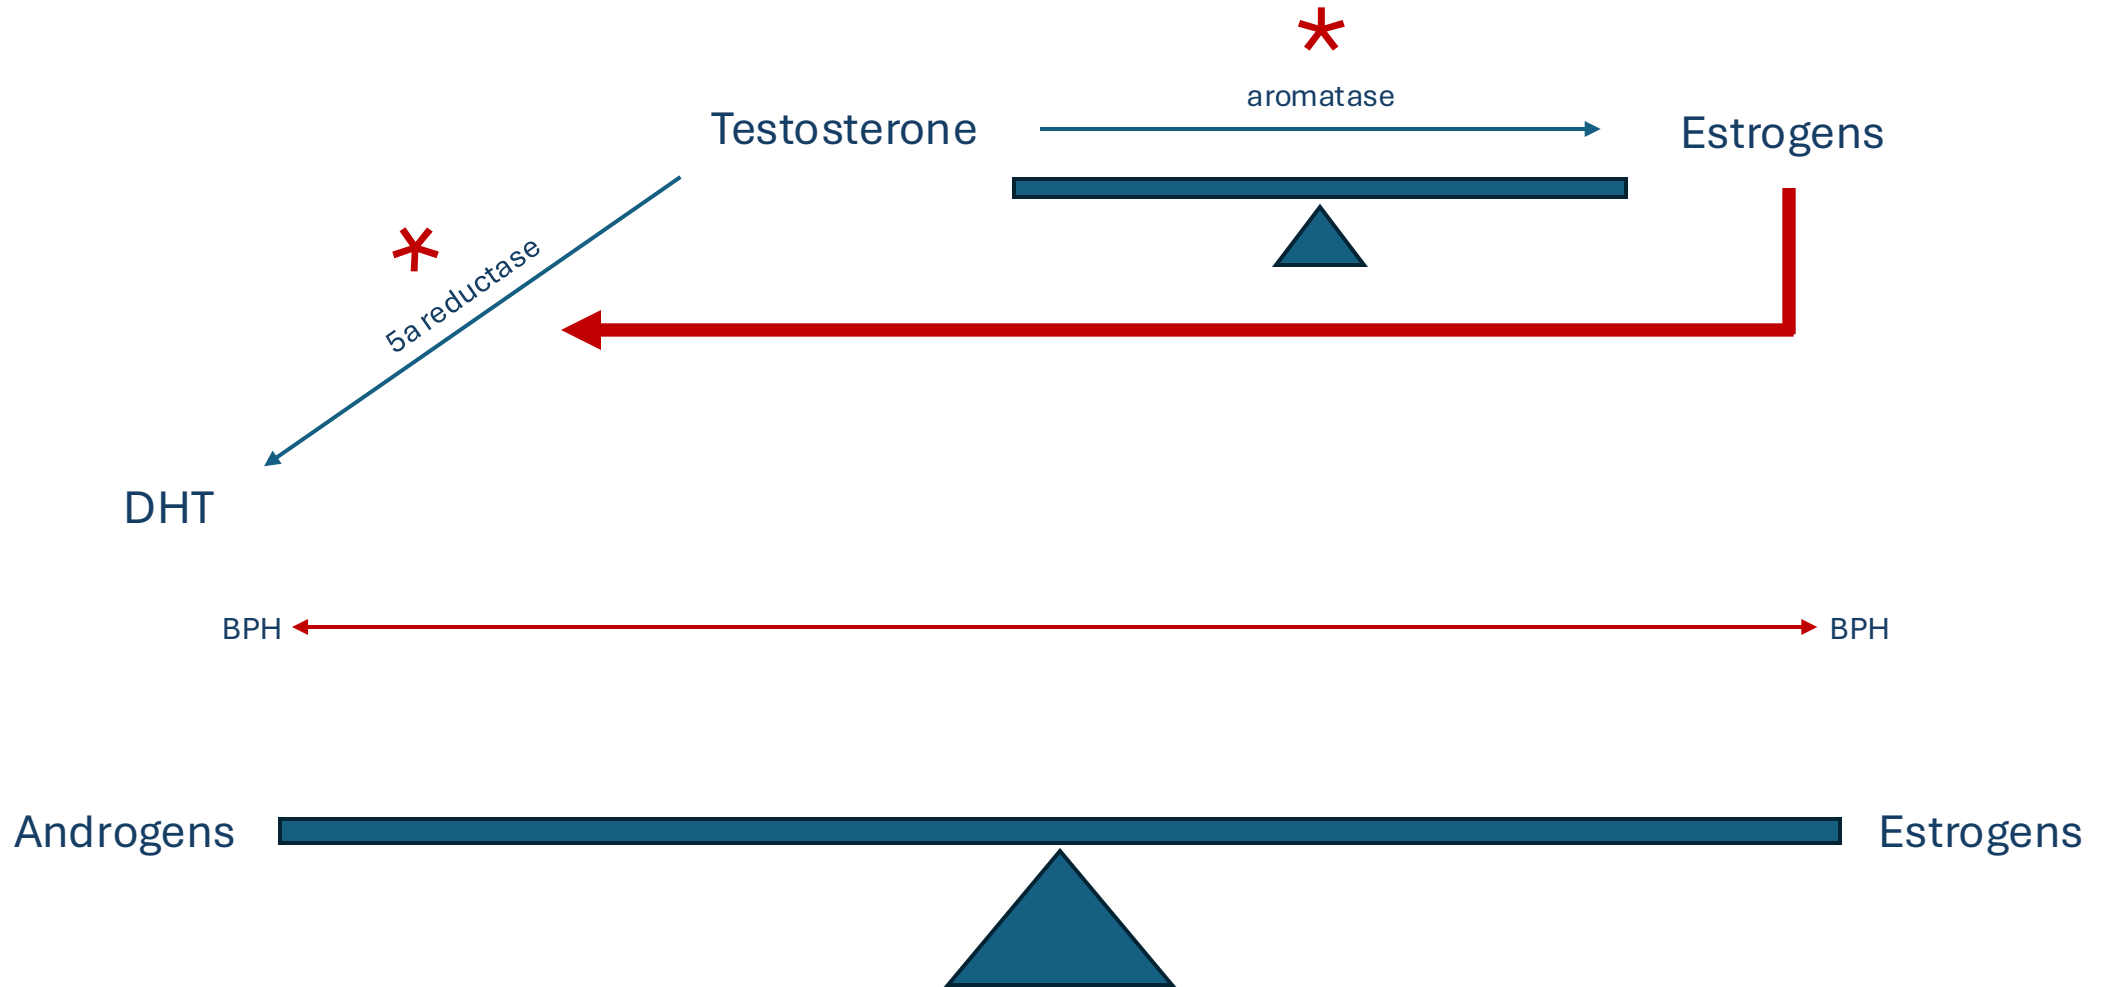 aromatase
Testosterone
Estrogens
5a reductase
DHT
BPH
BPH
Androgens
Estrogens